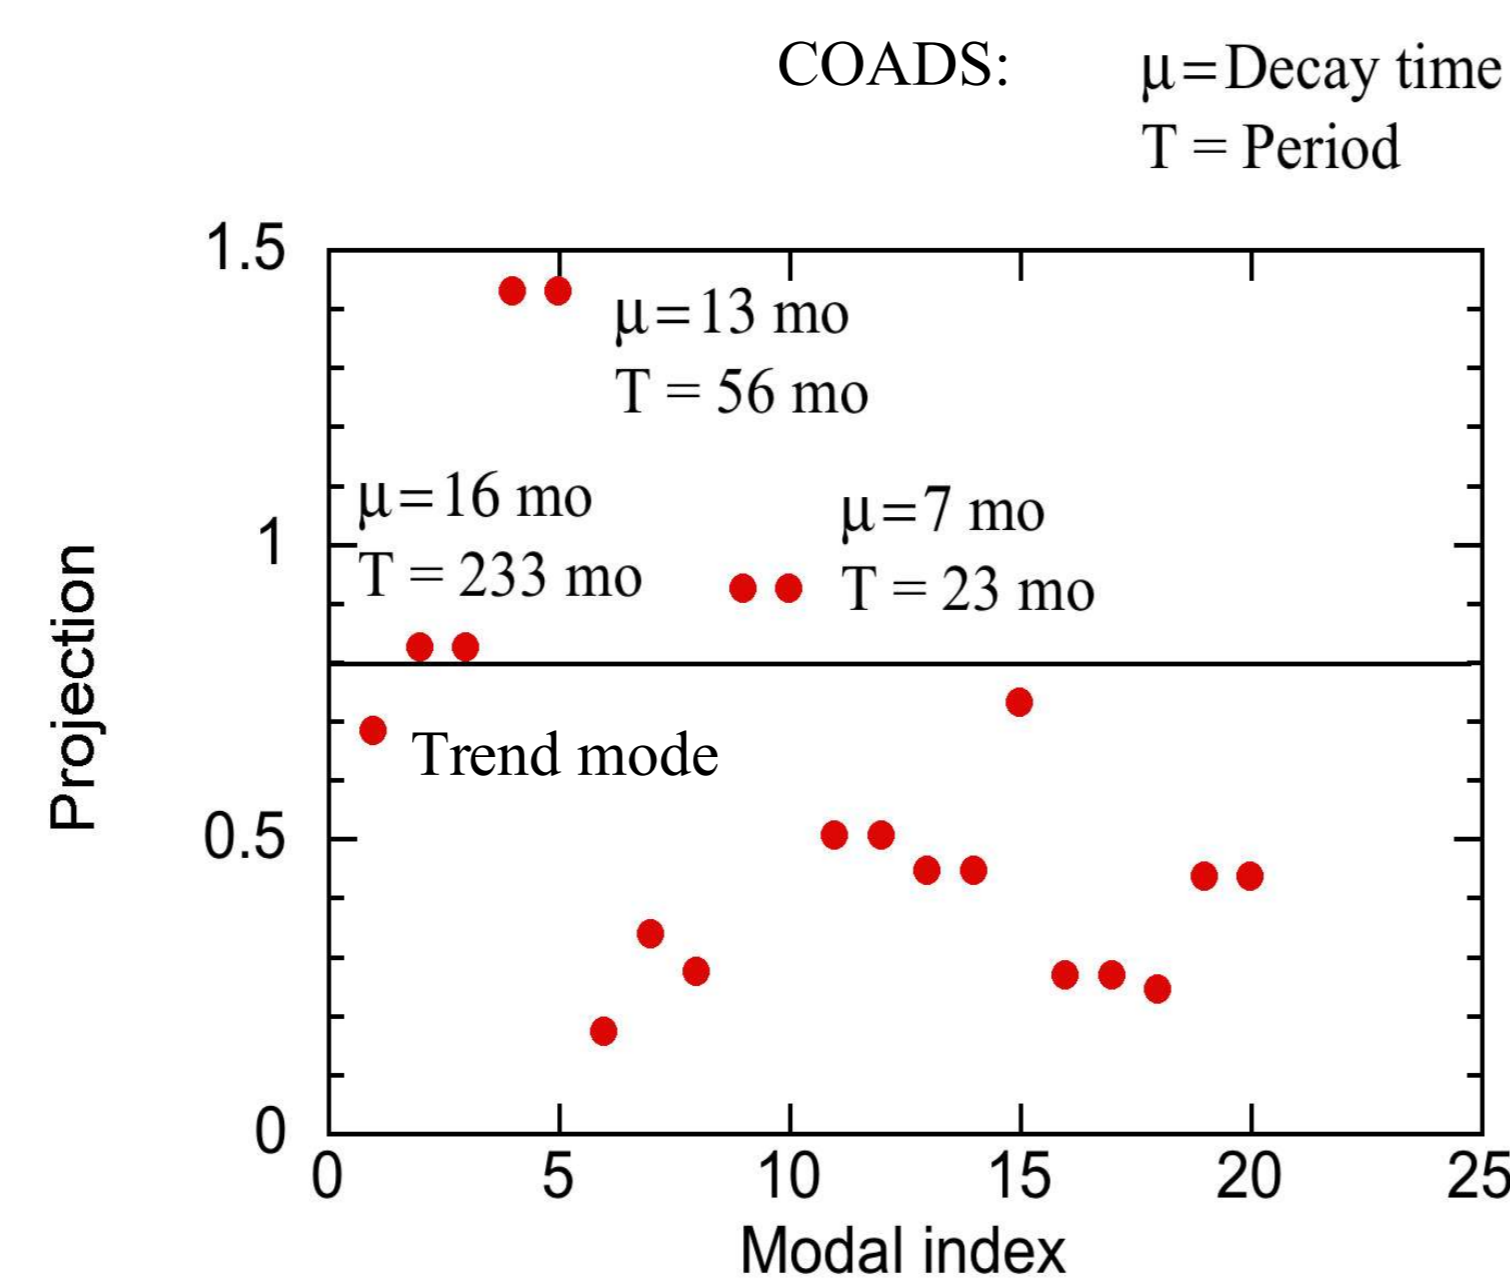 COADS:
μ=Decay time
T = Period
1.5
μ=13 mo
T = 56 mo
μ=16 mo
T = 233 mo
1
μ=7 mo
T = 23 mo
Projection
Trend mode
0.5
0
0 5 10 15 20 25
Modal index